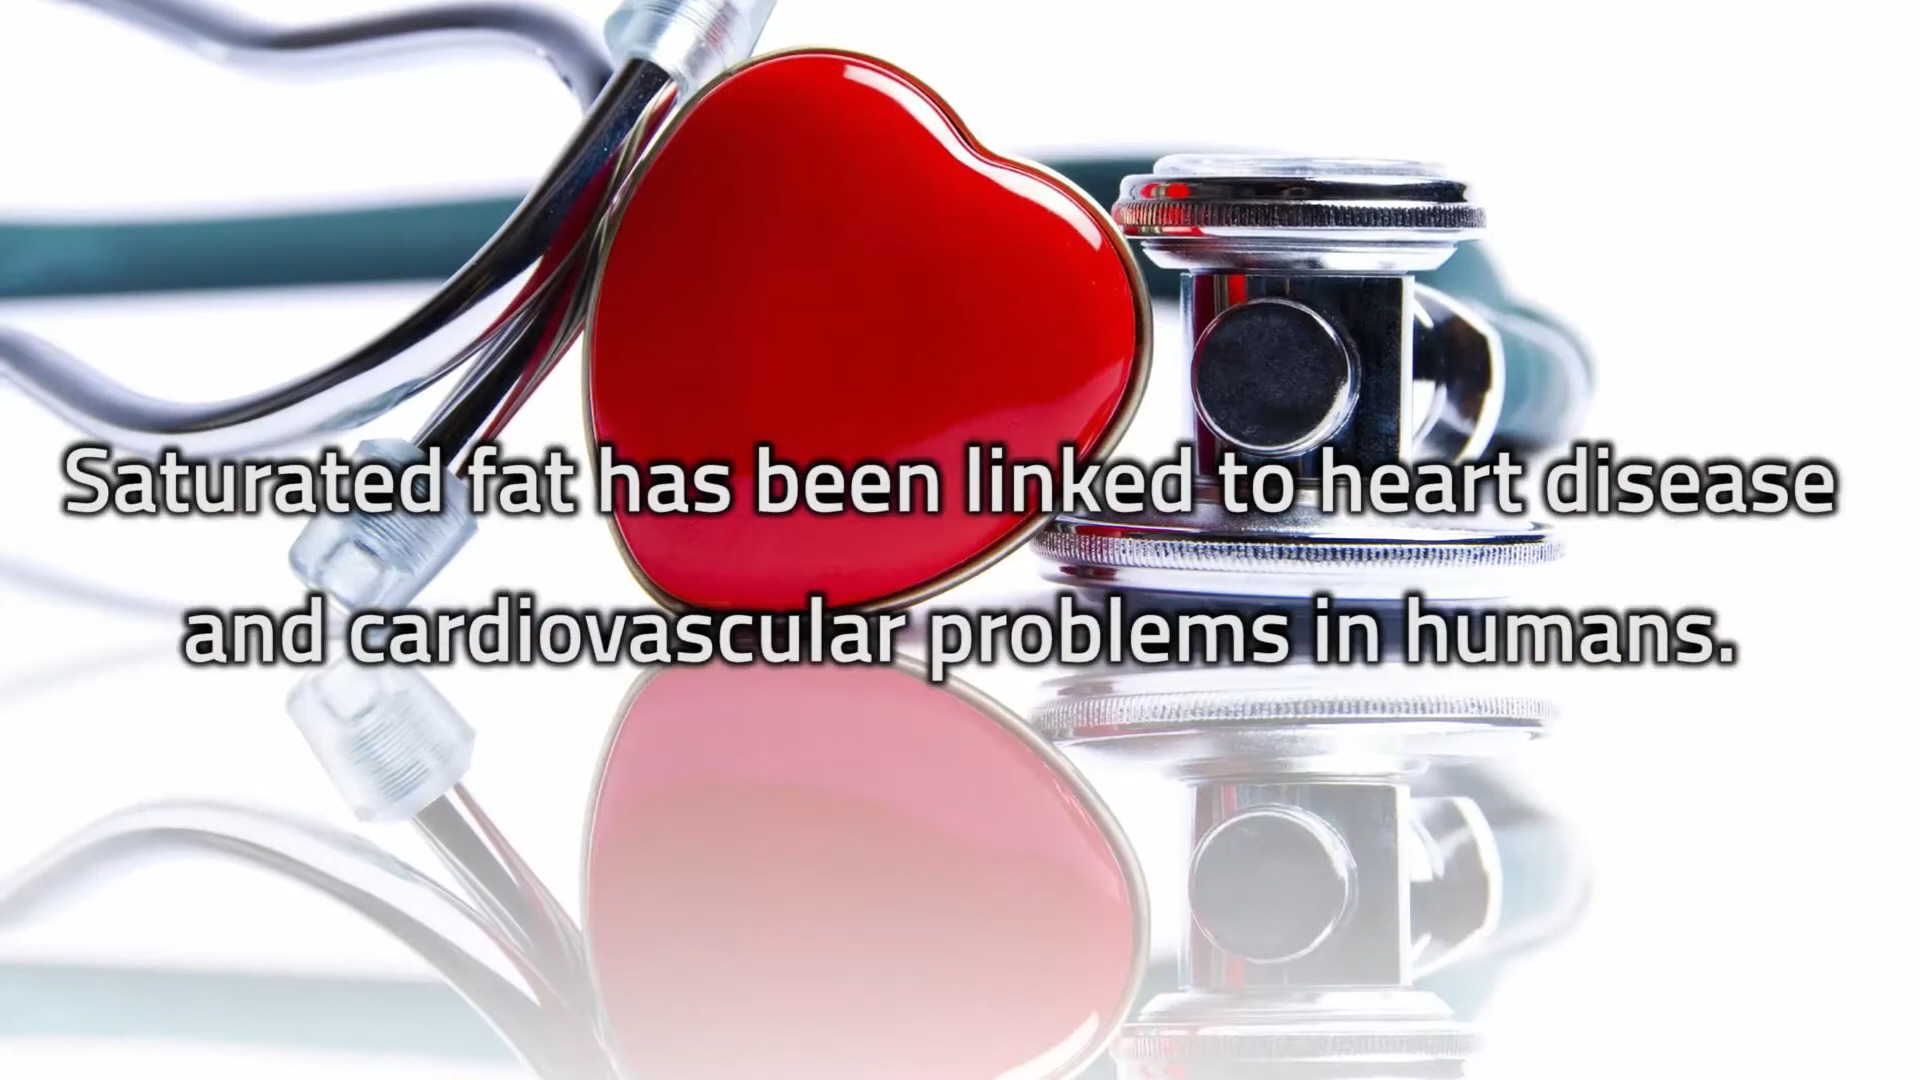 Saturated fat has been linked to heart disease
and cardiovascular problems in humans.